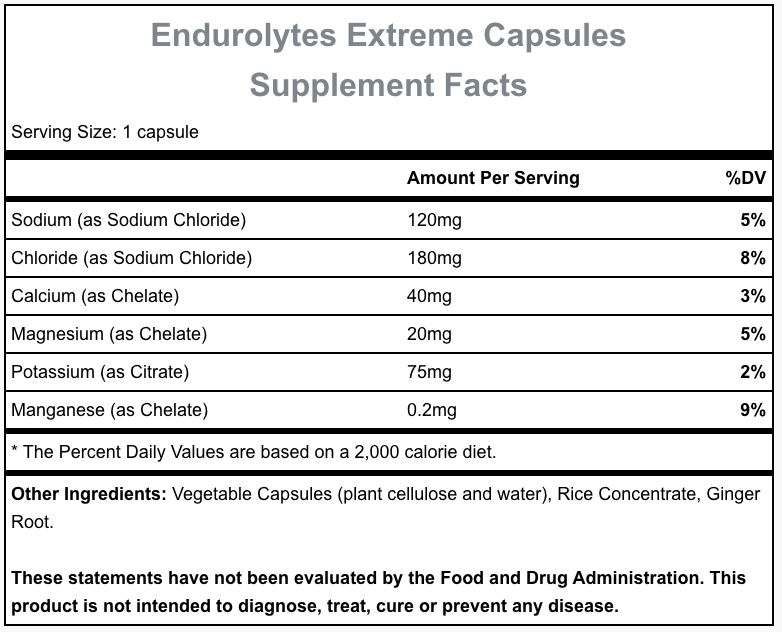 Endurolytes Extreme Capsules
Supplement Facts
Serving Size: 1 capsule
Amount Per Serving %DV
Sodium (as Sodium Chloride) 120mg 5%
Chloride (as Sodium Chloride) 180mg 8%
Calcium (as Chelate) 40mg 3%
Magnesium (as Chelate) 20mg 5%
Potassium (as Citrate) 75mg 2%
Manganese (as Chelate) 0.2mg 9%
* The Percent Daily Values are based on a 2,000 calorie diet.
Other Ingredients: Vegetable Capsules (plant cellulose and water), Rice Concentrate, Ginger
Root.
These statements have not been evaluated by the Food and Drug Administration. This
product is not intended to diagnose, treat, cure or prevent any disease.